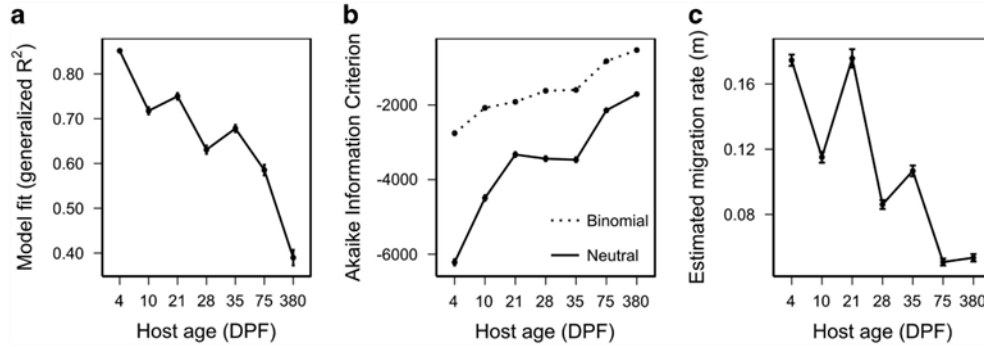 a
Model fit (generalized R²)
0.80
0.70
0.60
0.50
0.40
4 10 21 28 35 75 380
Host age (DPF)
b
Akaike Information Criterion
-2000
-4000
-6000
Binomial
Neutral
4 10 21 28 35 75 380
Host age (DPF)
c
Estimated migration rate (m)
0.16
0.12
0.08
4 10 21 28 35 75 380
Host age (DPF)